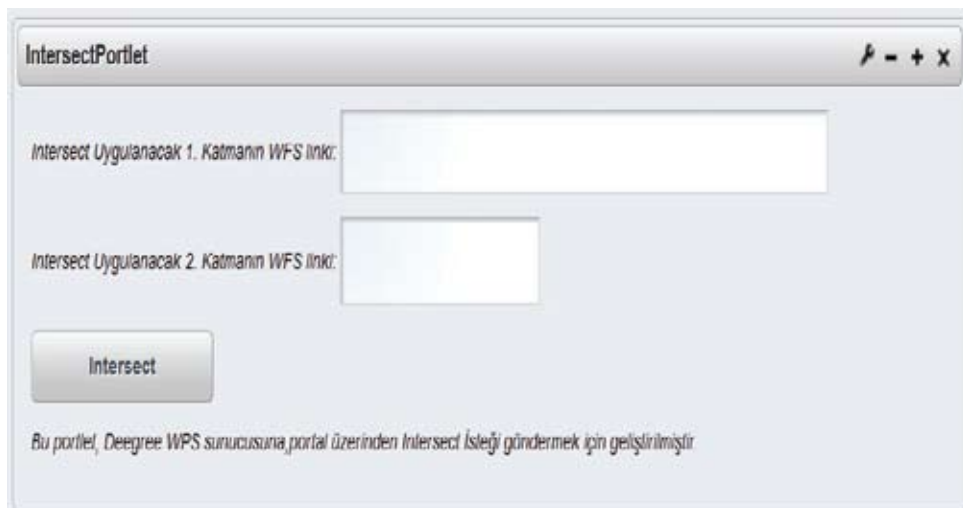 IntersectPortlet
Intersect Uygulanacak 1. Katmanın WFS linki:
Intersect Uygulanacak 2. Katmanın WFS linki:
Intersect
Bu portlet, Deegree WPS sunucusuna,portal üzerinden Intersect İsteği göndermek için geliştirilmiştir